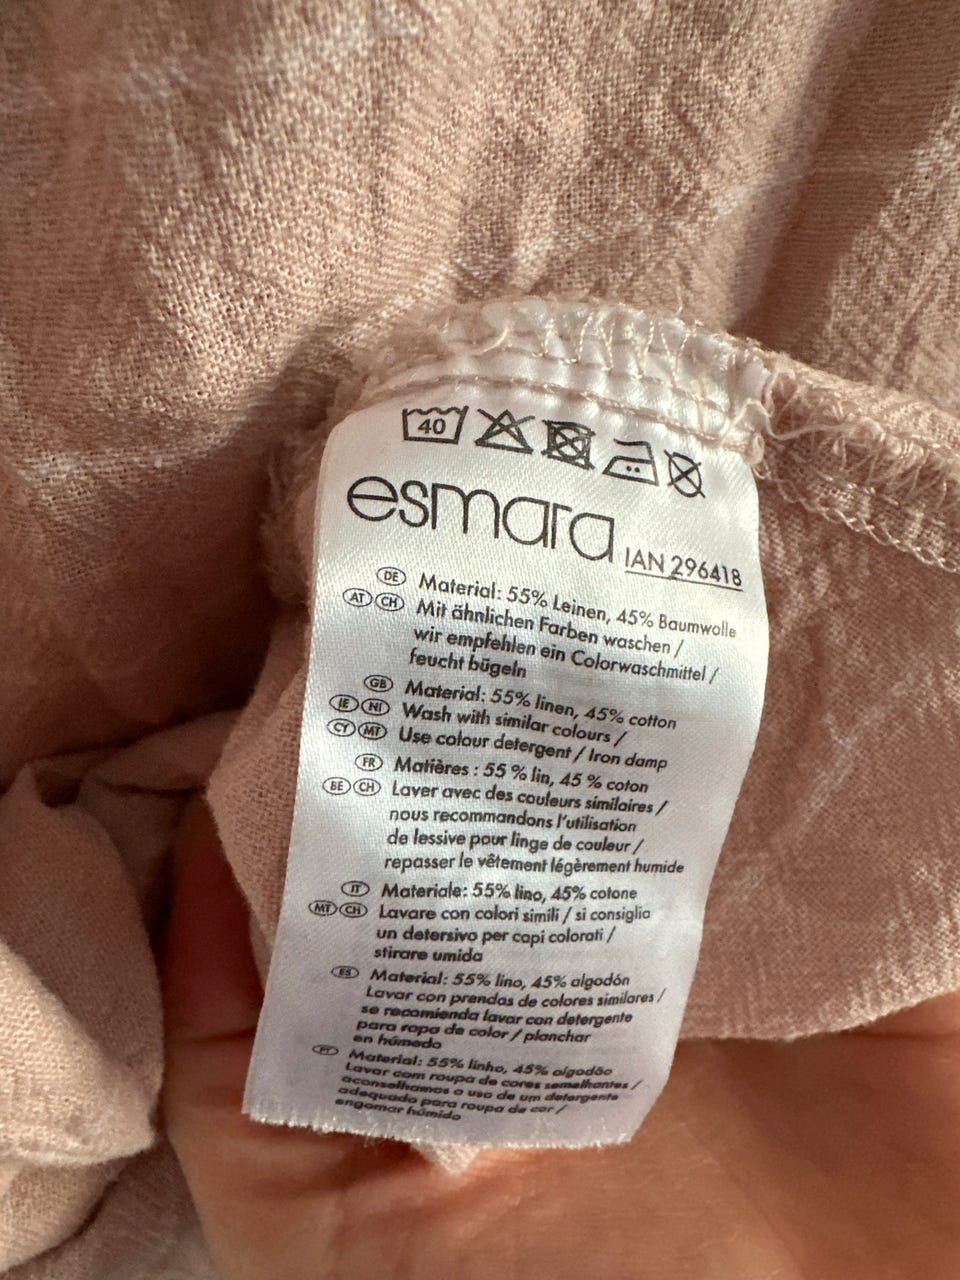 40
esmara
IAN 296418
DE Material: 55% Leinen, 45% Baumwolle
AT CH Mit ähnlichen Farben waschen /
wir empfehlen ein Colorwaschmittel /
feucht bügeln
GB Material: 55% linen, 45% cotton
IE NI Wash with similar colours /
CY MT Use colour detergent / Iron damp
FR Matières : 55 % lin, 45 % coton
BE CH Laver avec des couleurs similaires /
nous recommandons l'utilisation
de lessive pour linge de couleur /
repasser le vêtement légèrement humide
IT Materiale: 55% lino, 45% cotone
MT CH Lavare con colori simili / si consiglia
un detersivo per capi colorati /
stirare umida
ES Material: 55% lino, 45% algodón
Lavar con prendas de colores similares /
se recomienda lavar con detergente
para ropa de color / planchar
en húmedo
PT Material: 55% linho, 45% algodão
Lavar com roupa de cores semelhantes /
aconselhamos o uso de um detergente
adequado para roupa de cor /
engomar húmido